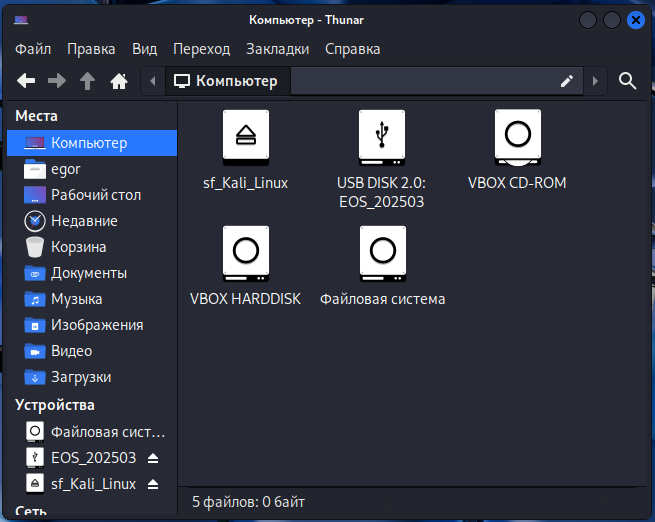 Компьютер - Thunar
Файл Правка Вид Переход Закладки Справка
Компьютер
Места
Компьютер
egor
Рабочий стол
Недавние
Корзина
Документы
Музыка
Изображения
Видео
Загрузки
Устройства
Файловая сист...
EOS_202503
sf_Kali_Linux
Сеть
sf_Kali_Linux
USB DISK 2.0:
EOS_202503
VBOX CD-ROM
VBOX HARDDISK
Файловая система
5 файлов: 0 байт